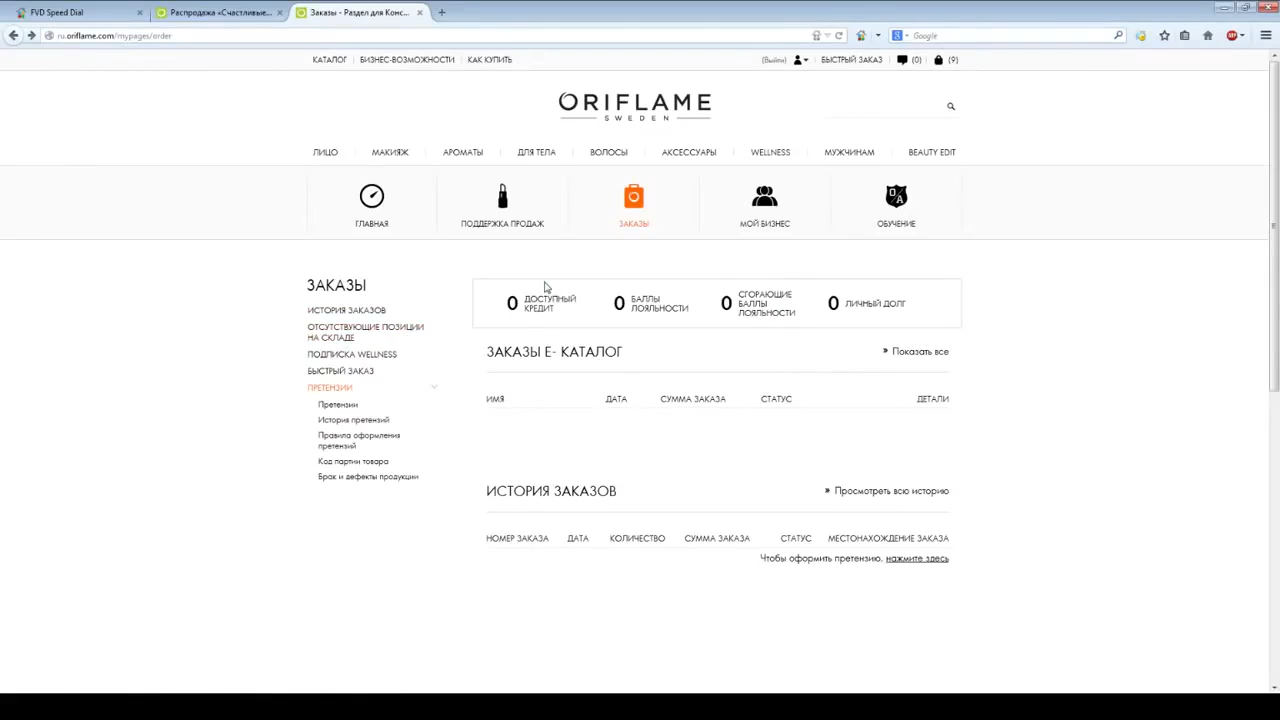 FVD Speed Dial
Распродажа «Счастливые...
Заказы - Раздел для Конс...
ru.oriflame.com/mypages/order
Google
КАТАЛОГ БИЗНЕС-ВОЗМОЖНОСТИ КАК КУПИТЬ
(Выйти) БЫСТРЫЙ ЗАКАЗ (0) (9)
ORIFLAME
SWEDEN
ЛИЦО МАКИЯЖ АРОМАТЫ ДЛЯ ТЕЛА ВОЛОСЫ АКСЕССУАРЫ WELLNESS МУЖЧИНАМ BEAUTY EDIT
ГЛАВНАЯ ПОДДЕРЖКА ПРОДАЖ ЗАКАЗЫ МОЙ БИЗНЕС ОБУЧЕНИЕ
ЗАКАЗЫ
ИСТОРИЯ ЗАКАЗОВ
ОТСУТСТВУЮЩИЕ ПОЗИЦИИ
НА СКЛАДЕ
ПОДПИСКА WELLNESS
БЫСТРЫЙ ЗАКАЗ
ПРЕТЕНЗИИ
Претензии
История претензий
Правила оформления
претензий
Код партии товара
Брак и дефекты продукции
0 ДОСТУПНЫЙ
КРЕДИТ
0 БАЛЛЫ
ЛОЯЛЬНОСТИ
0 СГОРАЮЩИЕ
БАЛЛЫ
ЛОЯЛЬНОСТИ
0 ЛИЧНЫЙ ДОЛГ
ЗАКАЗЫ E- КАТАЛОГ » Показать все
ИМЯ ДАТА СУММА ЗАКАЗА СТАТУС ДЕТАЛИ
ИСТОРИЯ ЗАКАЗОВ » Просмотреть всю историю
НОМЕР ЗАКАЗА ДАТА КОЛИЧЕСТВО СУММА ЗАКАЗА СТАТУС МЕСТОНАХОЖДЕНИЕ ЗАКАЗА
Чтобы оформить претензию, нажмите здесь